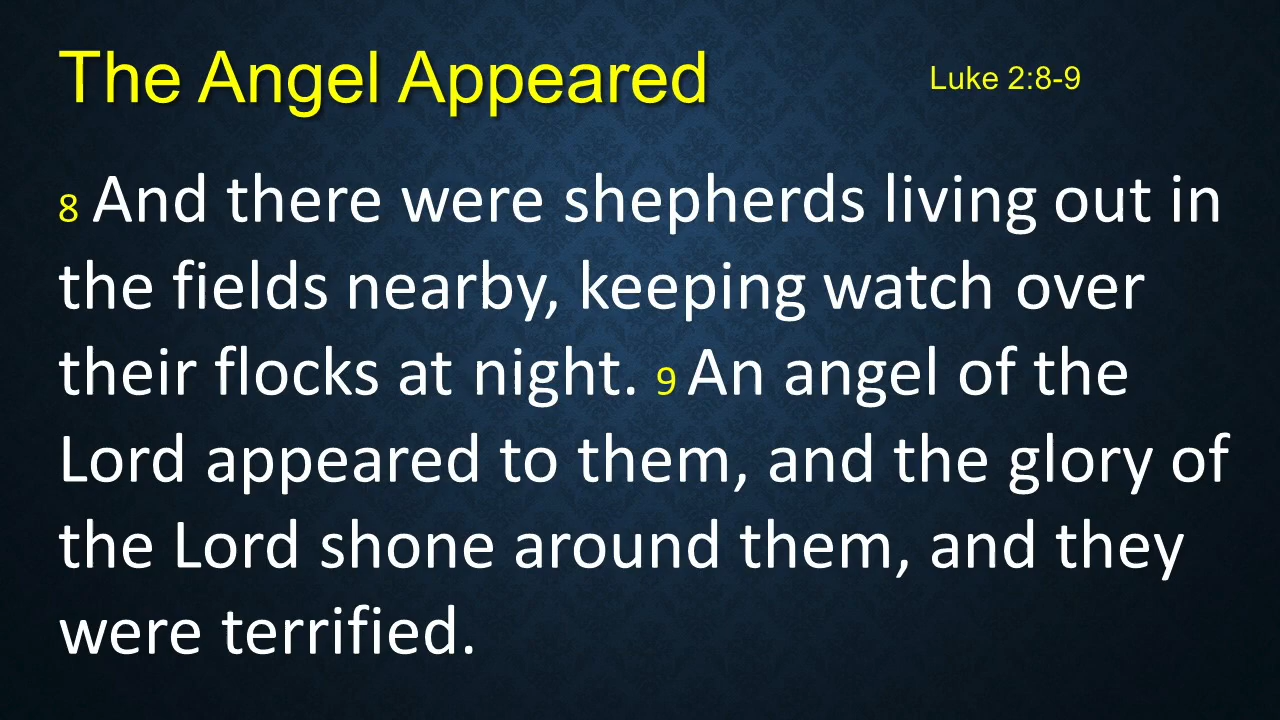 The Angel Appeared Luke 2:8-9
8 And there were shepherds living out in
the fields nearby, keeping watch over
their flocks at night. 9 An angel of the
Lord appeared to them, and the glory of
the Lord shone around them, and they
were terrified.